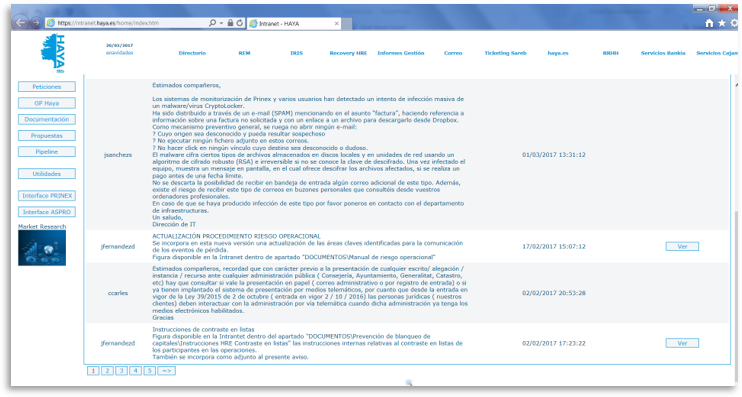 https://intranet.haya.es/home/index.htm
Intranet - HAYA
HAYA
20/03/2017
Directorio
REW
IRIS
Recovery HRE
Informes Gestión
Correo
Ticketing Sareb
haya.es
RRHH
Servicios Bankia
Servicios Cajam
Peticiones
GP Haya
Documentación
Propuestas
Pipeline
Utilidades
Interface PRINEX
Interface ASPRO
Market Research
Estimados compañeros,
Los sistemas de monitorización de Prinex y varios usuarios han detectado un intento de infección masiva de
un malware/virus CryptoLocker.
Ha sido distribuido a través de un e-mail (SPAM) mencionando en el asunto "factura", haciendo referencia a
información sobre una factura no solicitada y con un enlace a un archivo para descargarlo desde Dropbox.
Como mecanismo preventivo general, se ruega no abrir ningún e-mail:
? Cuyo origen sea desconocido y pueda resultar sospechoso
? No ejecutar ningún fichero adjunto en estos correos.
? No hacer click en ningún vínculo cuyo destino sea desconocido o dudoso.
jsanchezs
El malware cifra ciertos tipos de archivos almacenados en discos locales y en unidades de red usando un
01/03/2017 13:31:12
algoritmo de cifrado robusto (RSA) e irreversible si no se conoce la clave de descifrado. Una vez infectado el
equipo, muestra un mensaje en pantalla, en el cual ofrece descifrar los archivos afectados, si se realiza un
pago antes de una fecha límite.
No se descarta la posibilidad de recibir en bandeja de entrada algún correo adicional de este tipo. Además,
existe el riesgo de recibir este tipo de correos en buzones personales que consultéis desde vuestros
ordenadores profesionales.
En caso de que se haya producido infección de este tipo por favor poneros en contacto con el departamento
de infraestructuras.
Un saludo,
Dirección de IT
ACTUALIZACIÓN PROCEDIMIENTO RIESGO OPERACIONAL
jfernandezd
Se incorpora en esta nueva versión una actualización de las áreas claves identificadas para la comunicación
de los eventos de pérdida.
Figura disponible en la Intranet dentro de apartado "DOCUMENTOS\Manual de riesgo operacional"
17/02/2017 15:07:12
Ver
Estimados compañeros, recordad que con carácter previo a la presentación de cualquier escrito/ alegación /
instancia / recurso ante cualquier administración pública ( Consejería, Ayuntamiento, Generalitat, Catastro,
etc) hay que consultar si vale la presentación en papel ( correo administrativo o por registro de entrada) o si
ya tienen implantado el sistema de presentación por medios telemáticos, por cuanto que desde la entrada en
ccarles
vigor de la Ley 39/2015 de 2 de octubre ( entrada en vigor 2 / 10 / 2016) las personas jurídicas ( nuestros
02/02/2017 20:53:28
clientes) deben interactuar con la administración por vía telemática cuando dicha administración ya tenga los
medios electrónicos habilitados.
Gracias
Instrucciones de contraste en listas
Figura disponible en la Intrantet dentro del apartado "DOCUMENTOS\Prevención de blanqueo de
jfernandezd
capitales\Instrucciones HRE Contraste en listas" las instrucciones internas relativas al contraste en listas de
02/02/2017 17:23:22
Ver
los participantes en las operaciones.
También se incorpora como adjunto al presente aviso.
1 2 3 4 5 =>